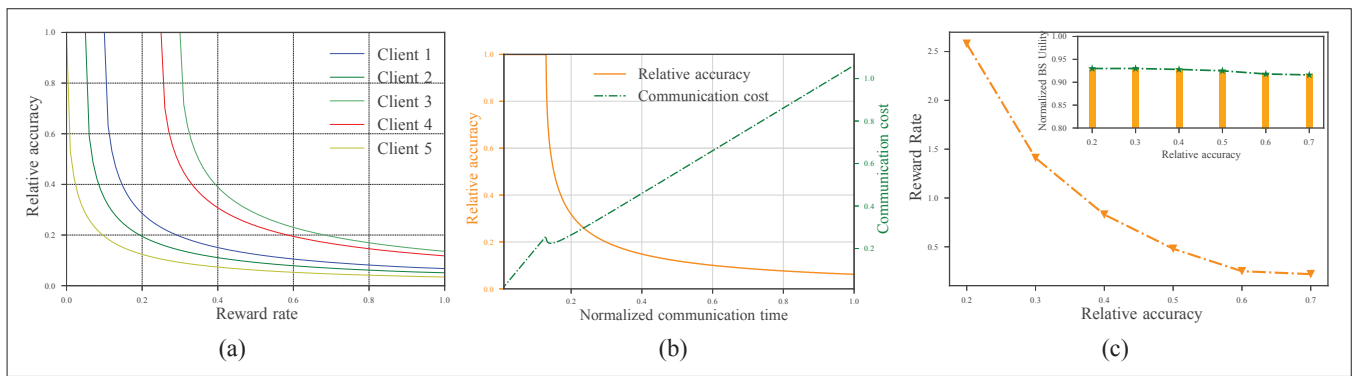 1.0
0.8
0.6
0.4
0.2
0.0
Relative accuracy
0.0 0.2 0.4 0.6 0.8 1.0
Reward rate
Client 1
Client 2
Client 3
Client 4
Client 5
(a)
1.0
0.8
0.6
0.4
0.2
0.0
Relative accuracy
Relative accuracy
Communication cost
0.2 0.4 0.6 0.8 1.0
Normalized communication time
1.0
0.8
0.6
0.4
0.2
Communication cost
(b)
2.5
2.0
1.5
1.0
0.5
Reward Rate
0.2 0.3 0.4 0.5 0.6 0.7
Relative accuracy
1.00
0.95
0.90
0.85
0.80
Normalized BS Utility
0.2 0.3 0.4 0.5 0.6 0.7
Relative accuracy
(c)